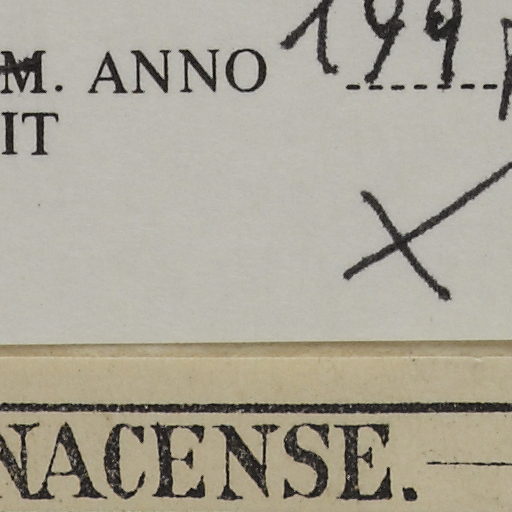 M. ANNO 199
IT
NACENSE.